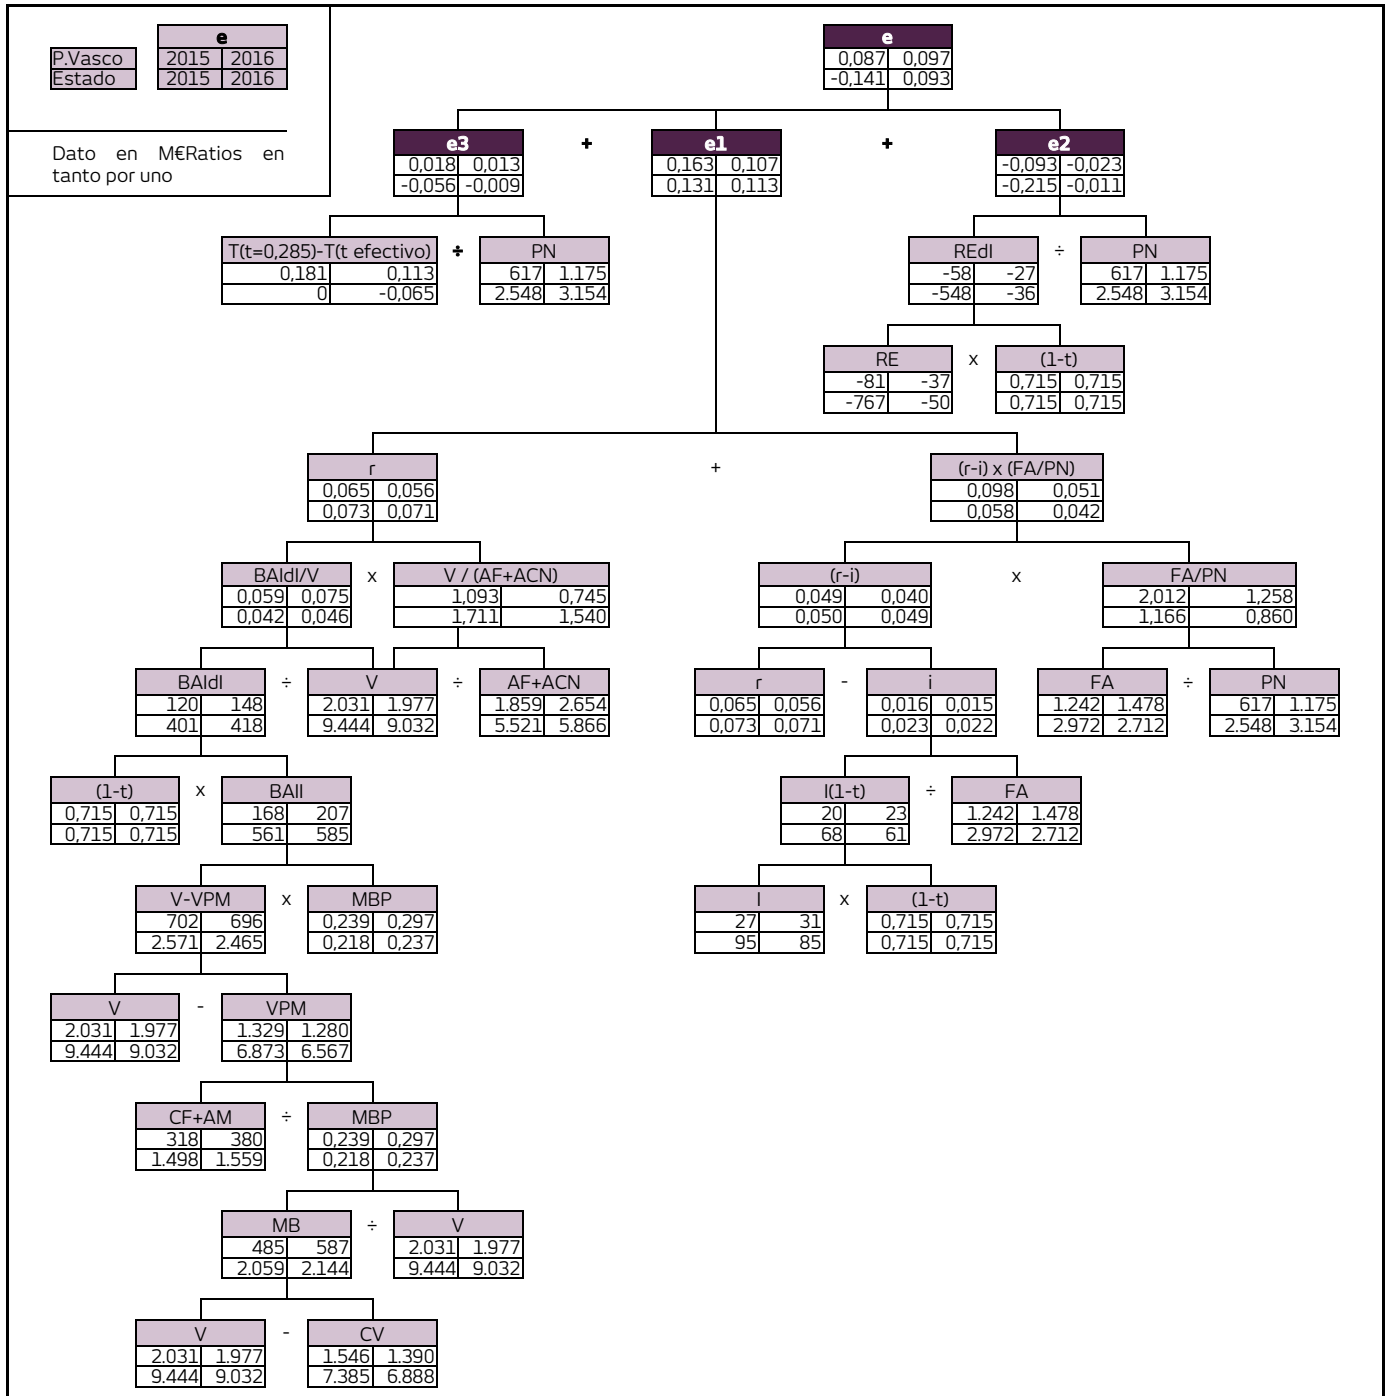 e
P.Vasco 2015 2016
Estado 2015 2016
Dato en M€Ratios en
tanto por uno
e
0,087 0,097
-0,141 0,093
e3 + e1 + e2
0,018 0,013 0,163 0,107 -0,093 -0,023
-0,056 -0,009 0,131 0,113 -0,215 -0,011
T(t=0,285)-T(t efectivo) ÷ PN REdI ÷ PN
0,181 0,113 617 1.175 -58 -27 617 1.175
0 -0,065 2.548 3.154 -548 -36 2.548 3.154
RE x (1-t)
-81 -37 0,715 0,715
-767 -50 0,715 0,715
r + (r-i) x (FA/PN)
0,065 0,056 0,098 0,051
0,073 0,071 0,058 0,042
BAIdI/V x V / (AF+ACN) (r-i) x FA/PN
0,059 0,075 1,093 0,745 0,049 0,040 2,012 1,258
0,042 0,046 1,711 1,540 0,050 0,049 1,166 0,860
BAIdI ÷ V ÷ AF+ACN r - i FA ÷ PN
120 148 2.031 1.977 1.859 2.654 0,065 0,056 0,016 0,015 1.242 1.478 617 1.175
401 418 9.444 9.032 5.521 5.866 0,073 0,071 0,023 0,022 2.972 2.712 2.548 3.154
(1-t) x BAII I(1-t) ÷ FA
0,715 0,715 168 207 20 23 1.242 1.478
0,715 0,715 561 585 68 61 2.972 2.712
V-VPM x MBP I x (1-t)
702 696 0,239 0,297 27 31 0,715 0,715
2.571 2.465 0,218 0,237 95 85 0,715 0,715
V - VPM
2.031 1.977 1.329 1.280
9.444 9.032 6.873 6.567
CF+AM ÷ MBP
318 380 0,239 0,297
1.498 1.559 0,218 0,237
MB ÷ V
485 587 2.031 1.977
2.059 2.144 9.444 9.032
V - CV
2.031 1.977 1.546 1.390
9.444 9.032 7.385 6.888